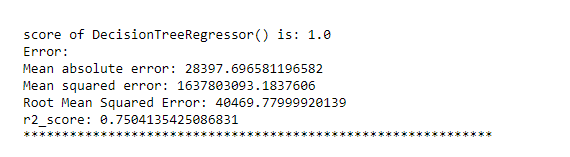 score of DecisionTreeRegressor() is: 1.0
Error:
Mean absolute error: 28397.696581196582
Mean squared error: 1637803093.1837606
Root Mean Squared Error: 40469.77999920139
r2_score: 0.7504135425086831
*************************************************************